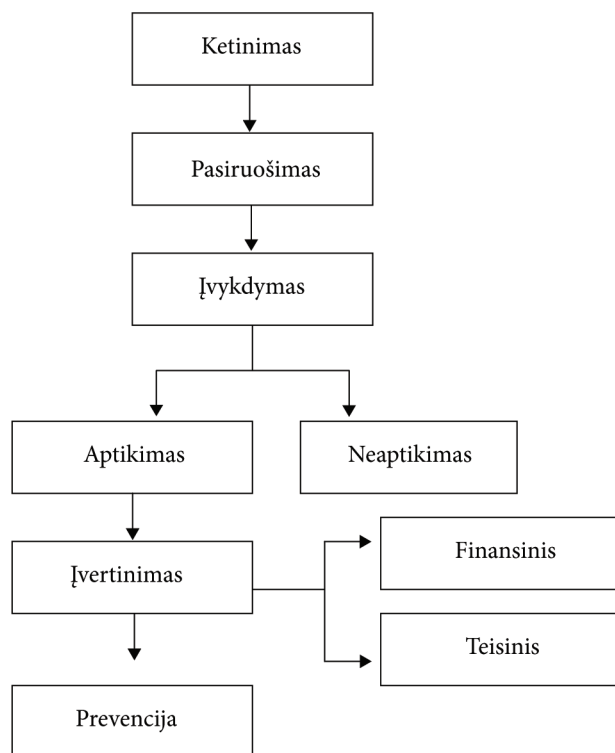 Ketinimas
Pasiruošimas
Įvykdymas
Aptikimas
Neaptikimas
Įvertinimas
Finansinis
Teisinis
Prevencija